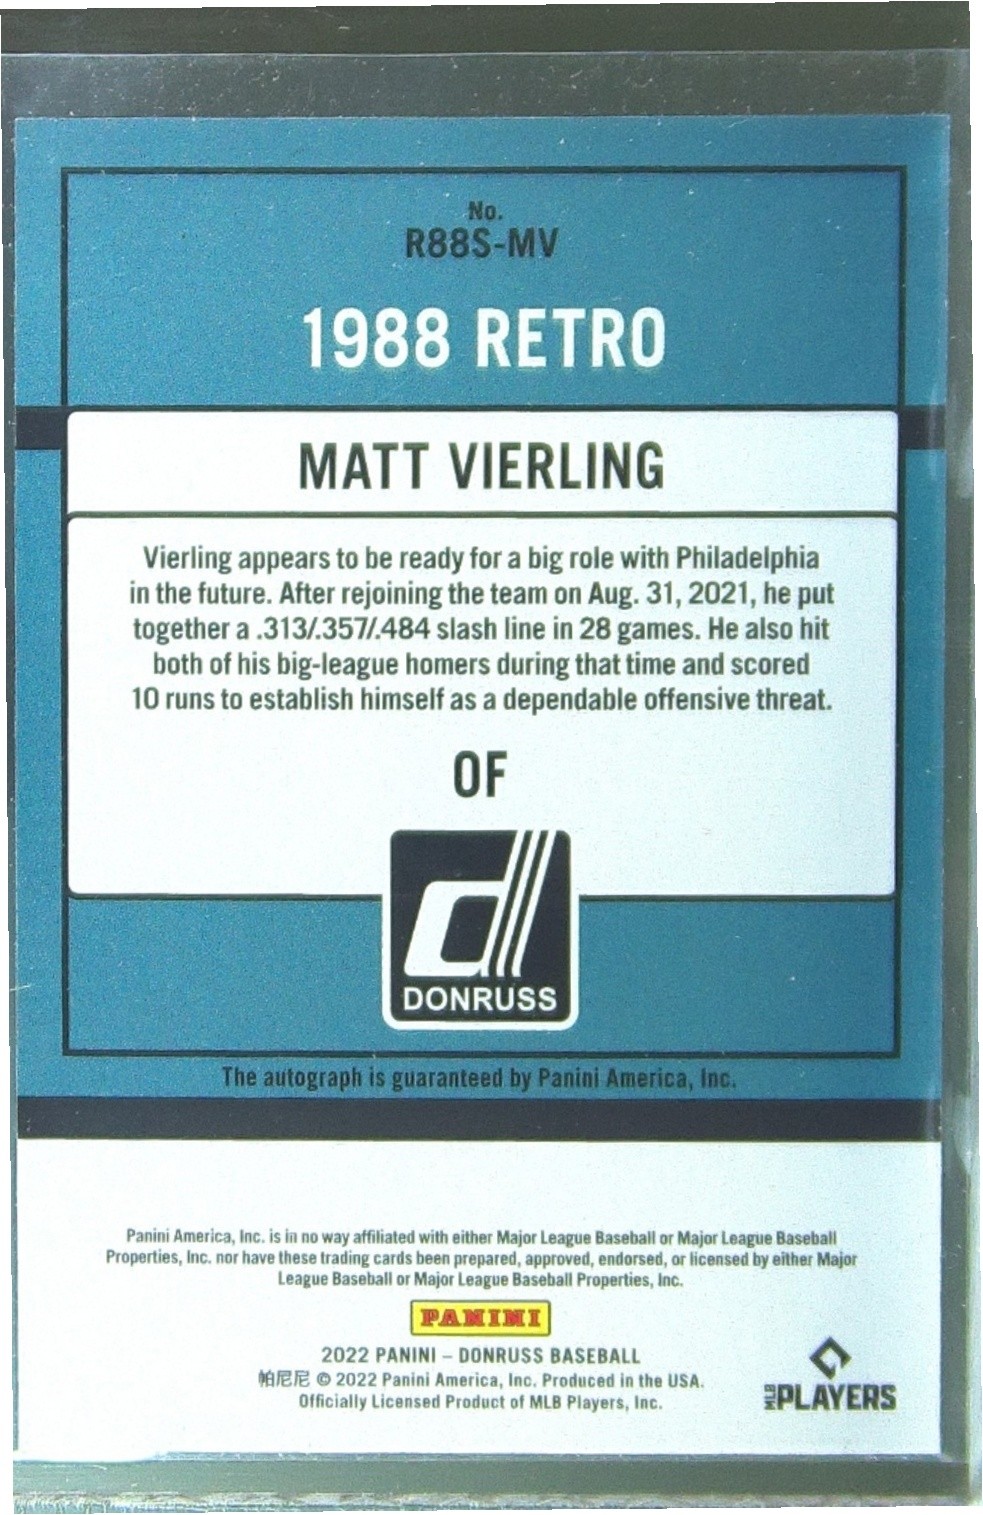 No.
R88S-MV
1988 RETRO
MATT VIERLING
Vierling appears to be ready for a big role with Philadelphia
in the future. After rejoining the team on Aug. 31, 2021, he put
together a .313/.357/.484 slash line in 28 games. He also hit
both of his big-league homers during that time and scored
10 runs to establish himself as a dependable offensive threat.
OF
d
DONRUSS
The autograph is guaranteed by Panini America, Inc.
Panini America, Inc. is in no way affiliated with either Major League Baseball or Major League Baseball
Properties, Inc. nor have these trading cards been prepared, approved, endorsed, or licensed by either Major
League Baseball or Major League Baseball Properties, Inc.
PANINI
2022 PANINI – DONRUSS BASEBALL
帕尼尼 © 2022 Panini America, Inc. Produced in the USA.
Officially Licensed Product of MLB Players, Inc.
MLB PLAYERS